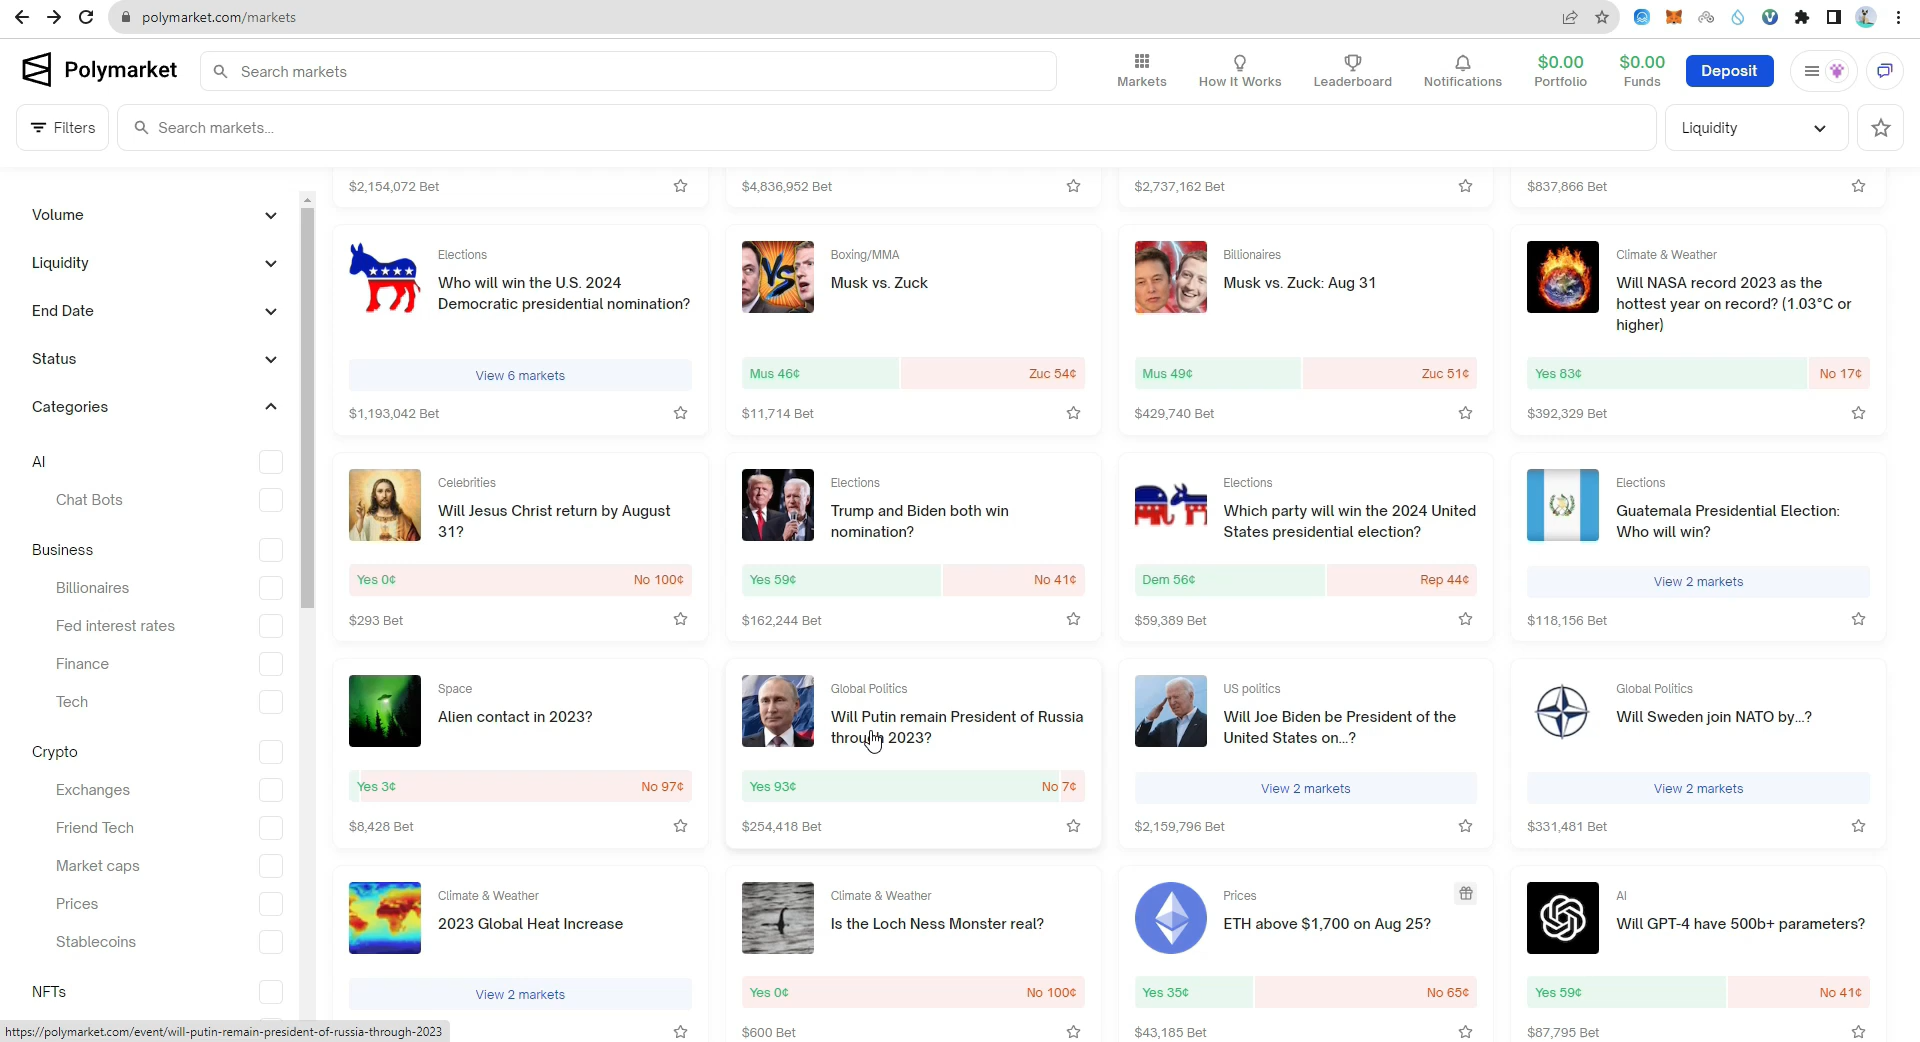 polymarket.com/markets
Polymarket
Search markets
Markets
How It Works
Leaderboard
Notifications
$0.00
Portfolio
$0.00
Funds
Deposit
Filters
Search markets...
Liquidity
Volume
Liquidity
End Date
Status
Categories
AI
Chat Bots
Business
Billionaires
Fed interest rates
Finance
Tech
Crypto
Exchanges
Friend Tech
Market caps
Prices
Stablecoins
NFTs
$2,154,072 Bet
$4,836,952 Bet
$2,737,162 Bet
$837,866 Bet
Elections
Who will win the U.S. 2024
Democratic presidential nomination?
View 6 markets
$1,193,042 Bet
Boxing/MMA
Musk vs. Zuck
Mus 46¢
Zuc 54¢
$11,714 Bet
Billionaires
Musk vs. Zuck: Aug 31
Mus 49¢
Zuc 51¢
$429,740 Bet
Climate & Weather
Will NASA record 2023 as the
hottest year on record? (1.03°C or
higher)
Yes 83¢
No 17¢
$392,329 Bet
Celebrities
Will Jesus Christ return by August
31?
Yes 0¢
No 100¢
$293 Bet
Elections
Trump and Biden both win
nomination?
Yes 59¢
No 41¢
$162,244 Bet
Elections
Which party will win the 2024 United
States presidential election?
Dem 56¢
Rep 44¢
$59,389 Bet
Elections
Guatemala Presidential Election:
Who will win?
View 2 markets
$118,156 Bet
Space
Alien contact in 2023?
Yes 3¢
No 97¢
$8,428 Bet
Global Politics
Will Putin remain President of Russia
through 2023?
Yes 93¢
No 7¢
$254,418 Bet
US politics
Will Joe Biden be President of the
United States on...?
View 2 markets
$2,159,796 Bet
Global Politics
Will Sweden join NATO by...?
View 2 markets
$331,481 Bet
Climate & Weather
2023 Global Heat Increase
View 2 markets
Climate & Weather
Is the Loch Ness Monster real?
Yes 0¢
No 100¢
$600 Bet
Prices
ETH above $1,700 on Aug 25?
Yes 35¢
No 65¢
$43,185 Bet
AI
Will GPT-4 have 500b+ parameters?
Yes 59¢
No 41¢
$87,795 Bet
https://polymarket.com/event/will-putin-remain-president-of-russia-through-2023